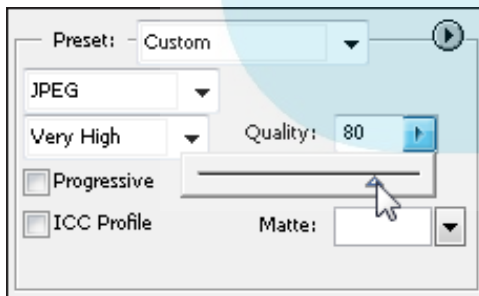 Preset: Custom
JPEG
Very High Quality: 80
Progressive
ICC Profile Matte: